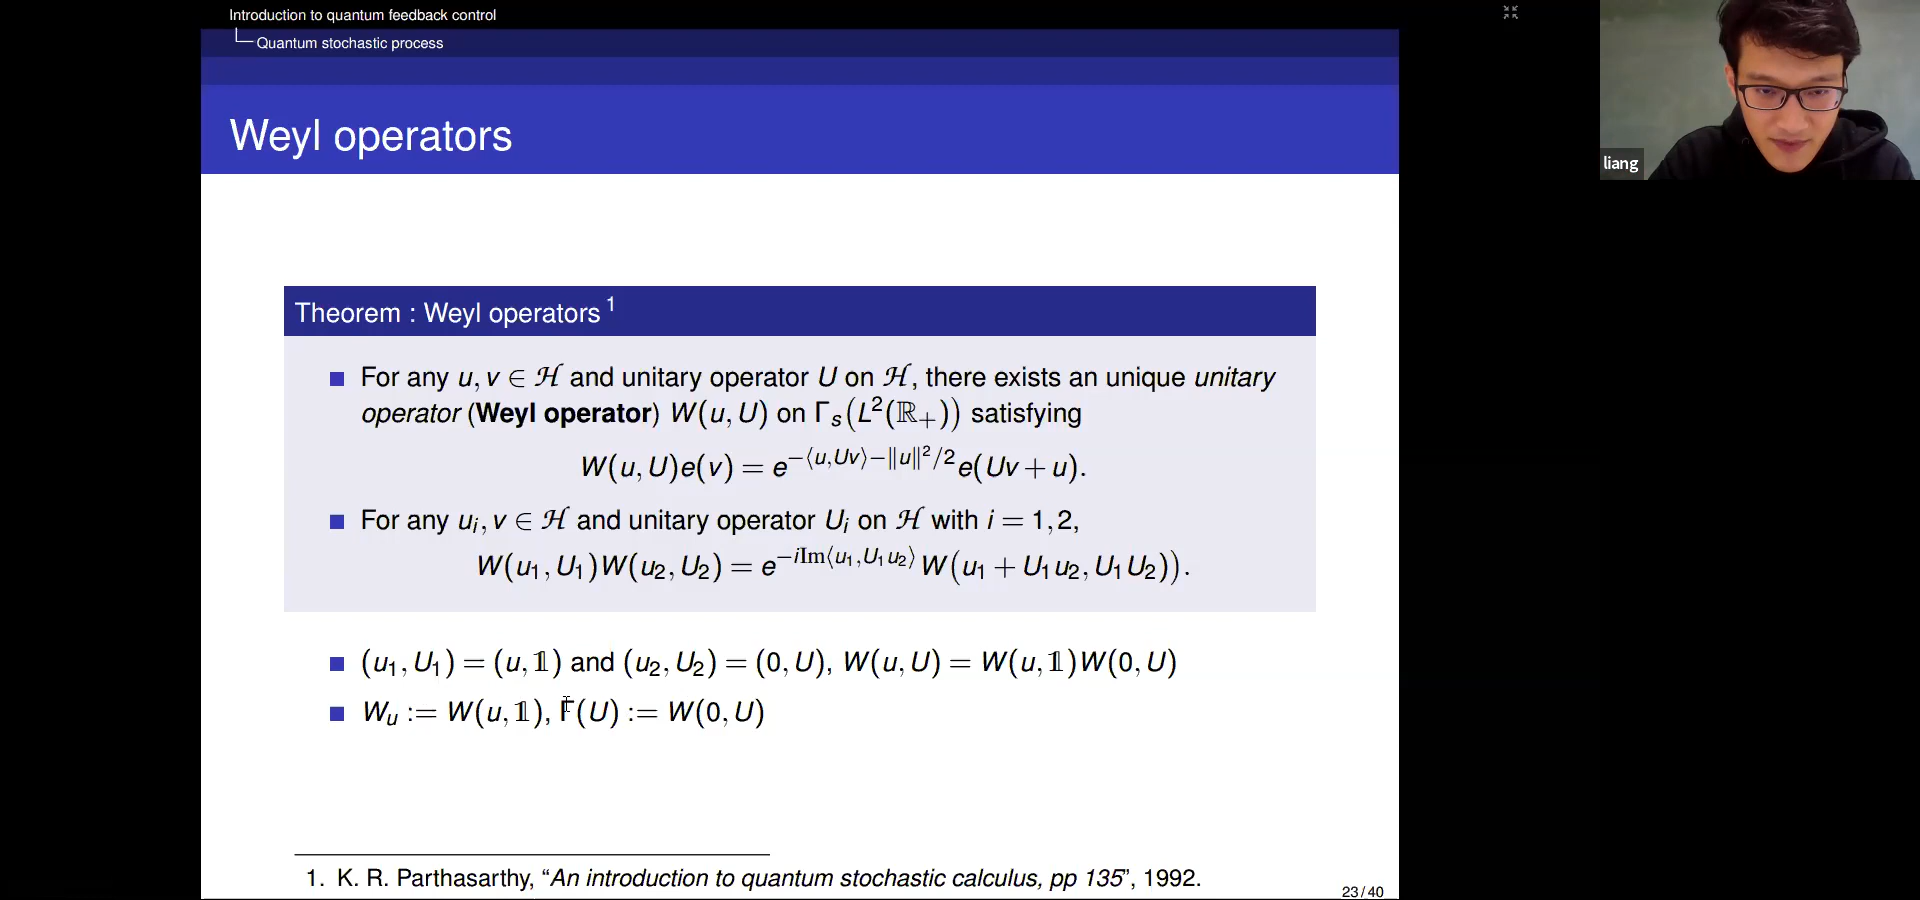 Introduction to quantum feedback control
Quantum stochastic process
Weyl operators
liang
Theorem : Weyl operators ¹
For any u, v ∈ ℋ and unitary operator U on ℋ, there exists an unique unitary
operator (Weyl operator) W(u, U) on Γₛ(L²(ℝ₊)) satisfying
W(u, U)e(v) = e^{−⟨u,Uv⟩−‖u‖²/2} e(Uv + u).
For any uᵢ, v ∈ ℋ and unitary operator Uᵢ on ℋ with i = 1, 2,
W(u₁, U₁)W(u₂, U₂) = e^{−iIm⟨u₁,U₁u₂⟩} W(u₁ + U₁u₂, U₁U₂)).
(u₁, U₁) = (u, 𝟙) and (u₂, U₂) = (0, U), W(u, U) = W(u, 𝟙)W(0, U)
Wᵤ := W(u, 𝟙), Γ(U) := W(0, U)
1. K. R. Parthasarthy, “An introduction to quantum stochastic calculus, pp 135”, 1992.
23 / 40